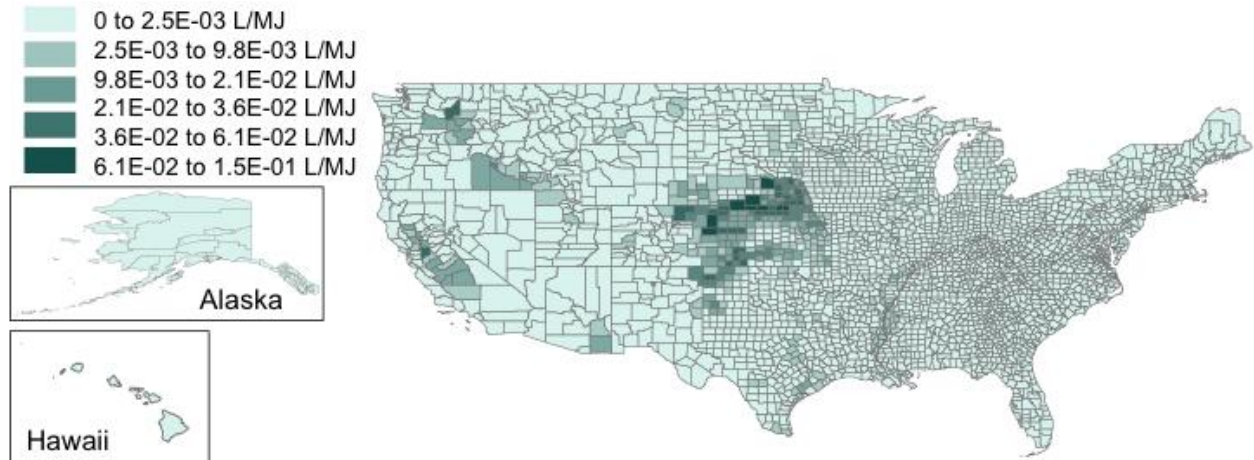 0 to 2.5E-03 L/MJ
2.5E-03 to 9.8E-03 L/MJ
9.8E-03 to 2.1E-02 L/MJ
2.1E-02 to 3.6E-02 L/MJ
3.6E-02 to 6.1E-02 L/MJ
6.1E-02 to 1.5E-01 L/MJ
Alaska
Hawaii